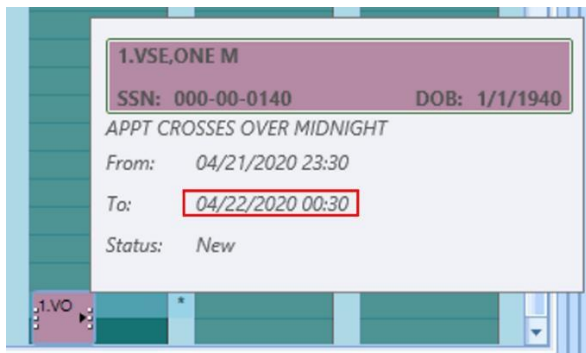 1.VSE,ONE M
SSN: 000-00-0140 DOB: 1/1/1940
APPT CROSSES OVER MIDNIGHT
From: 04/21/2020 23:30
To: 04/22/2020 00:30
Status: New
1.VO
*